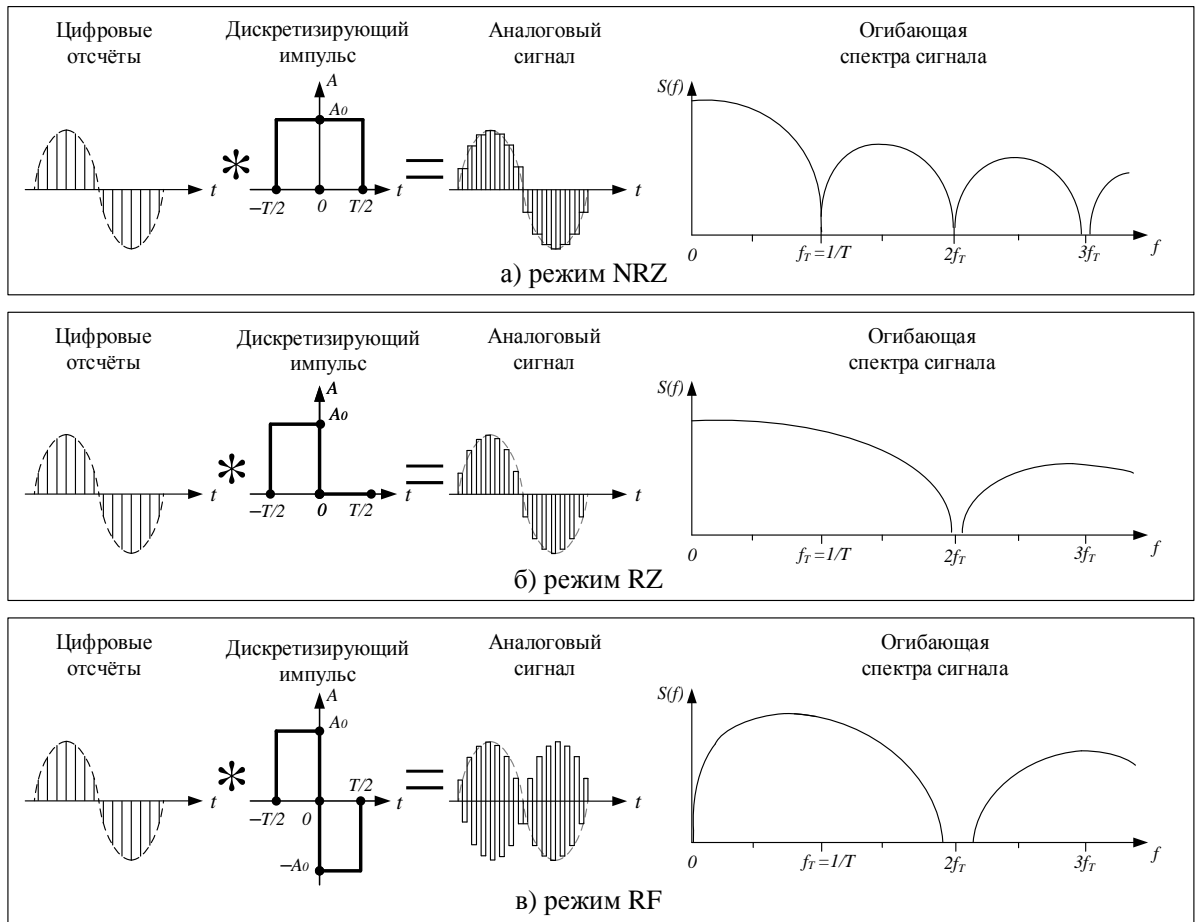 Цифровые
отсчёты
Дискретизирующий
импульс
Аналоговый
сигнал
Огибающая
спектра сигнала
A
A0
t
−T/2
0
T/2
t
t
S(f)
0
fT =1/T
2fT
3fT
f
а) режим NRZ
Цифровые
отсчёты
Дискретизирующий
импульс
Аналоговый
сигнал
Огибающая
спектра сигнала
A
A0
t
−T/2
0
T/2
t
t
S(f)
0
fT =1/T
2fT
3fT
f
б) режим RZ
Цифровые
отсчёты
Дискретизирующий
импульс
Аналоговый
сигнал
Огибающая
спектра сигнала
A
A0
t
−T/2
0
T/2
t
−A0
t
S(f)
0
fT =1/T
2fT
3fT
f
в) режим RF